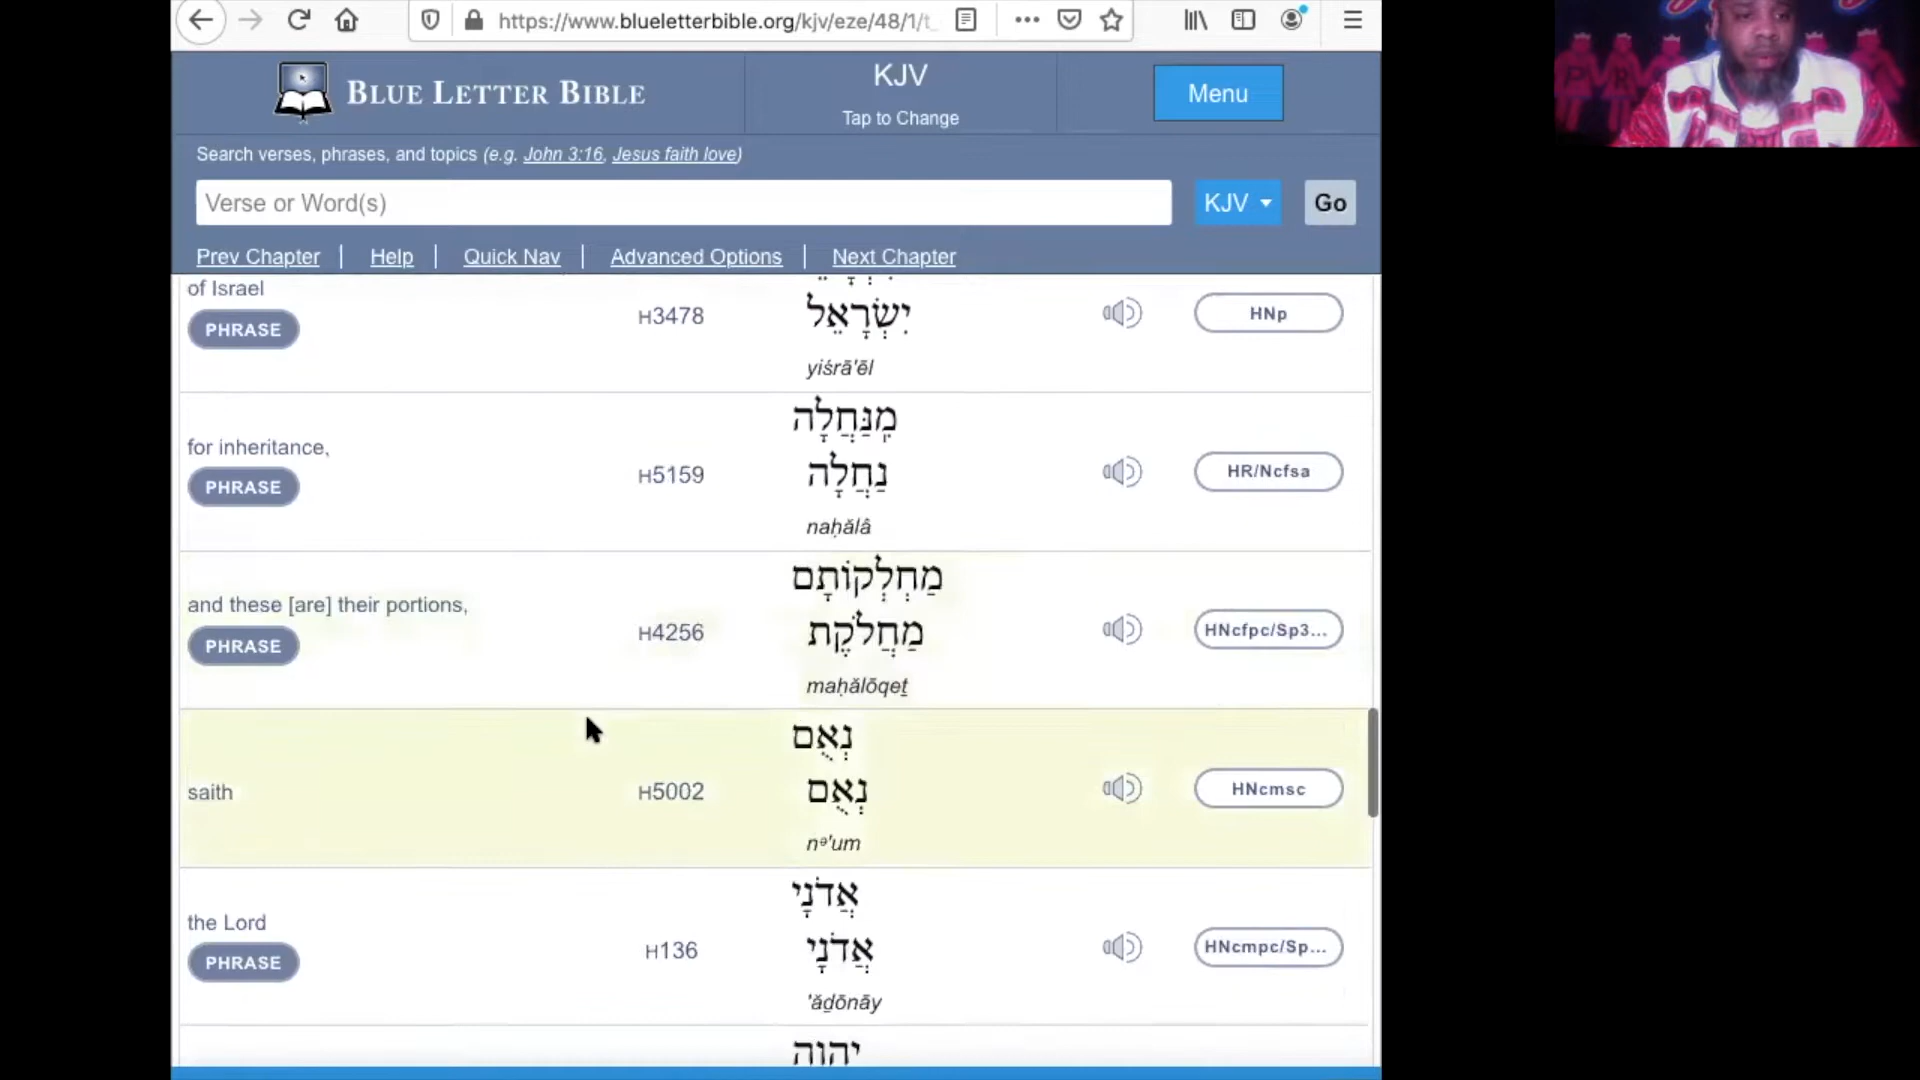 https://www.blueletterbible.org/kjv/eze/48/1/t_
BLUE LETTER BIBLE
KJV
Tap to Change
Menu
Search verses, phrases, and topics (e.g. John 3:16, Jesus faith love)
Verse or Word(s)
KJV
Go
Prev Chapter | Help | Quick Nav | Advanced Options | Next Chapter
of Israel
PHRASE
H3478
יִשְׂרָאֵל
yiśrā'ēl
HNp
for inheritance,
PHRASE
H5159
מִֽנַּחֲלָה
נַחֲלָה
naḥălâ
HR/Ncfsa
and these [are] their portions,
PHRASE
H4256
מַחְלְקוֹתָם
מַחֲלֹקֶת
maḥălōqeṯ
HNcfpc/Sp3...
saith
H5002
נְאֻם
נְאֻם
nᵊ'um
HNcmsc
the Lord
PHRASE
H136
אֲדֹנָי
אֲדֹנָי
'ăḏōnāy
HNcmpc/Sp...
יהוה